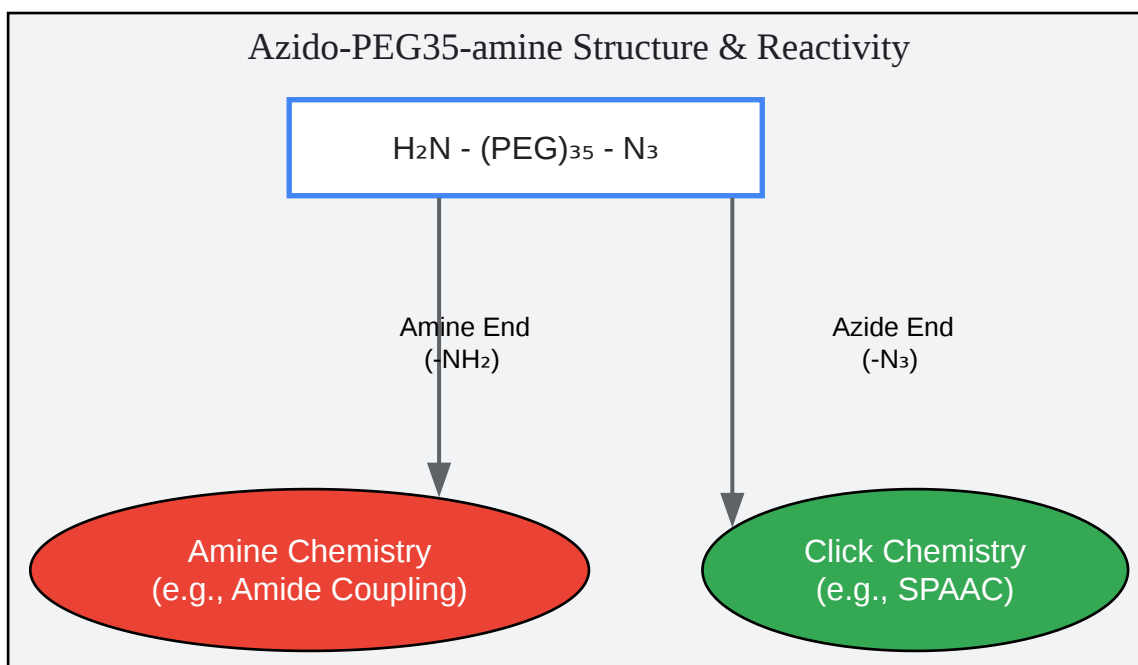 Azido-PEG35-amine Structure & Reactivity
H₂N - (PEG)₃₅ - N₃
Amine End
(-NH₂)
Azide End
(-N₃)
Amine Chemistry
(e.g., Amide Coupling)
Click Chemistry
(e.g., SPAAC)